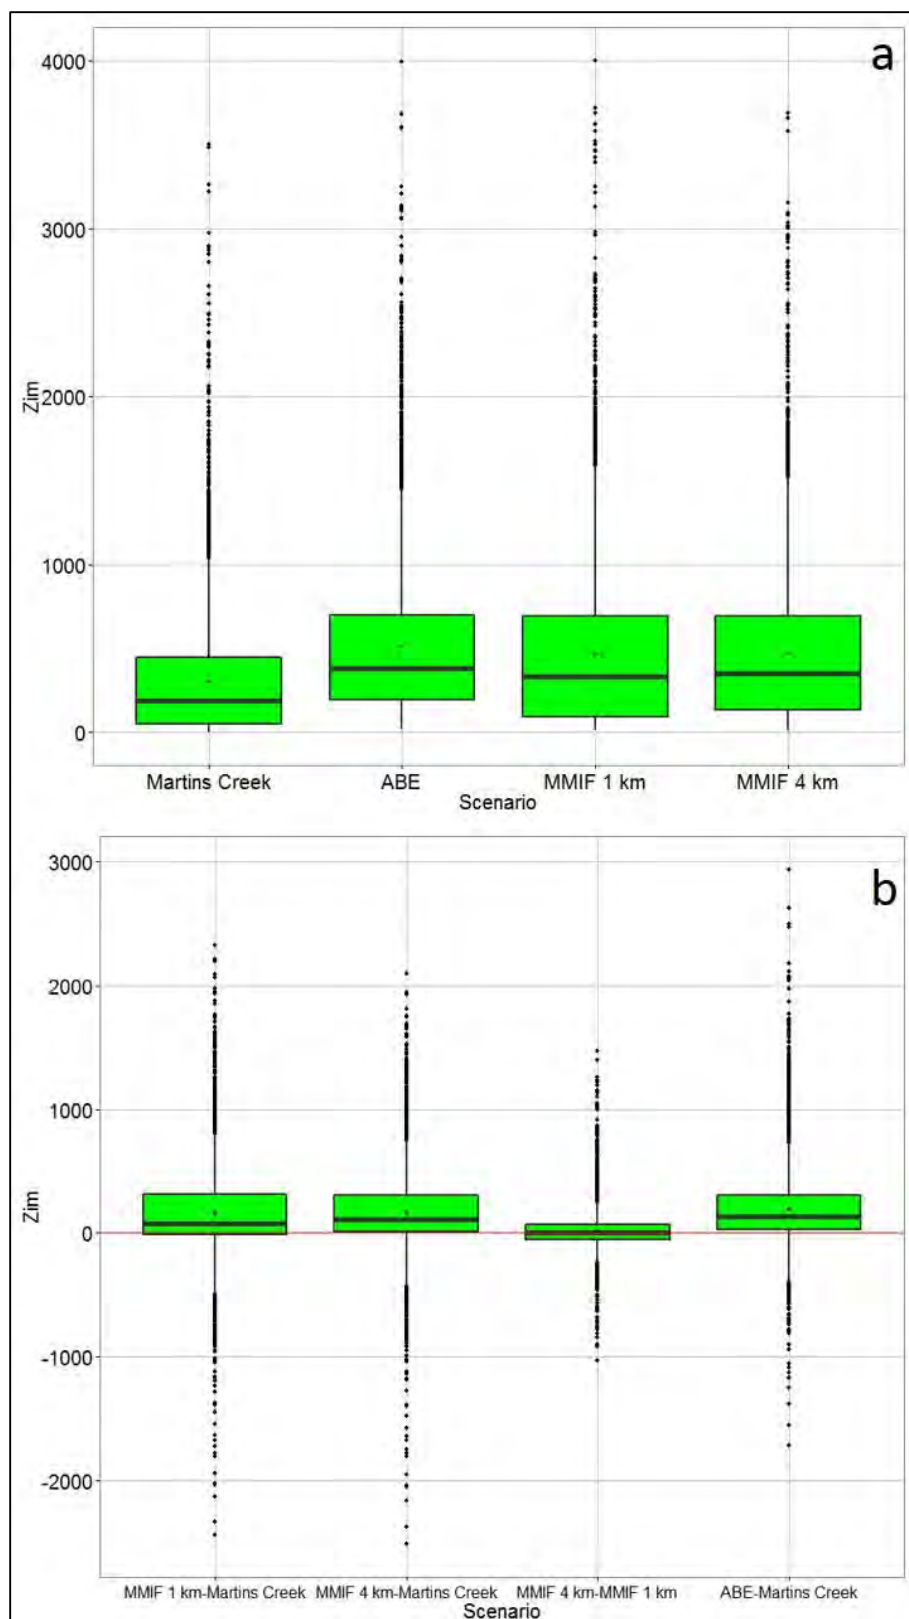 a
4000
3000
2000
1000
0
Zim
Martins Creek ABE MMIF 1 km MMIF 4 km
Scenario
b
3000
2000
1000
0
-1000
-2000
Zim
MMIF 1 km-Martins Creek MMIF 4 km-Martins Creek MMIF 4 km-MMIF 1 km ABE-Martins Creek
Scenario